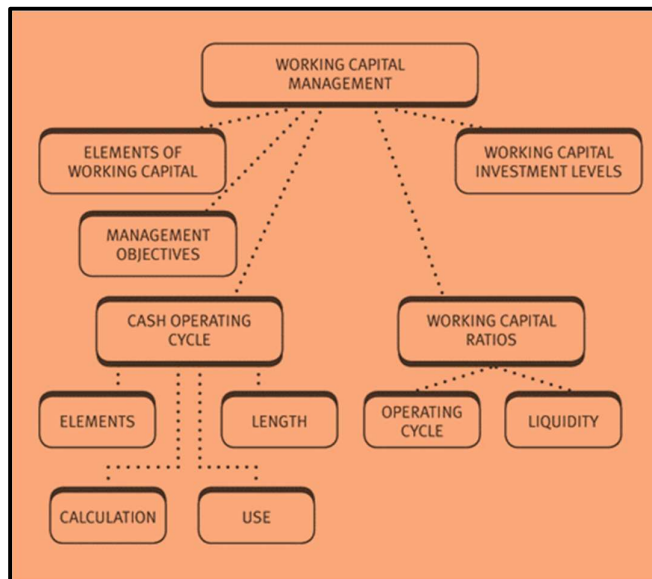 WORKING CAPITAL
MANAGEMENT
ELEMENTS OF
WORKING CAPITAL
WORKING CAPITAL
INVESTMENT LEVELS
MANAGEMENT
OBJECTIVES
CASH OPERATING
CYCLE
WORKING CAPITAL
RATIOS
ELEMENTS
LENGTH
OPERATING
CYCLE
LIQUIDITY
CALCULATION
USE